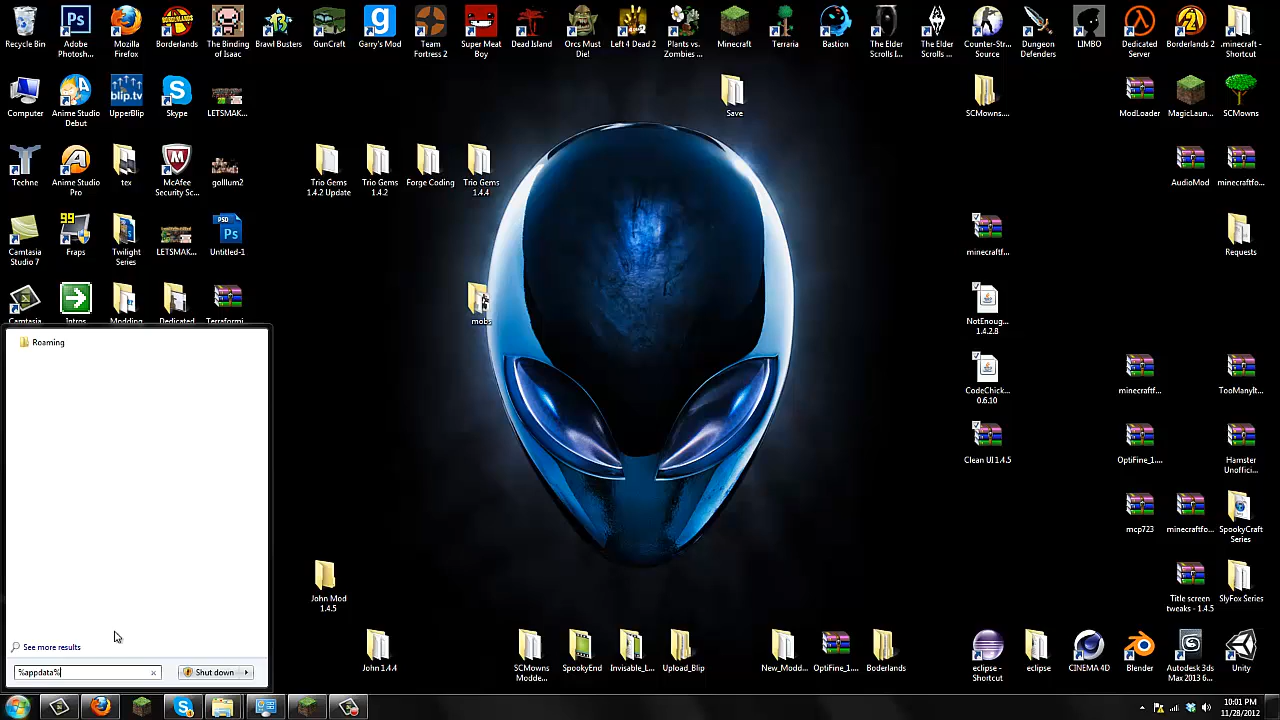 Recycle Bin
Adobe
Photosh...
Mozilla
Firefox
Borderlands
The Binding
of Isaac
Brawl Busters
GunCraft
Garry's Mod
Team
Fortress 2
Super Meat
Boy
Dead Island
Orcs Must
Die!
Left 4 Dead 2
Plants vs.
Zombies ...
Minecraft
Terraria
Bastion
The Elder
Scrolls I...
The Elder
Scrolls ...
Counter-Str...
Source
Dungeon
Defenders
LIMBO
Dedicated
Server
Borderlands 2
.minecraft -
Shortcut
Computer
Anime Studio
Debut
UpperBlip
Skype
LETSMAK...
Save
SCMowns....
ModLoader
MagicLaun...
SCMowns
Techne
Anime Studio
Pro
tex
McAfee
Security Sc...
golllum2
Trio Gems
1.4.2 Update
Trio Gems
1.4.2
Forge Coding
Trio Gems
1.4.4
AudioMod
minecraftfo...
Camtasia
Studio 7
99
Fraps
Twilight
Series
LETSMAK...
PSD
Untitled-1
minecraftf...
Requests
Camtasia
Intros
Modding
Dedicated
Terraformi...
mobs
NotEnoug...
1.4.2.B
Roaming
CodeChick...
0.6.10
minecraftf...
TooManyIt...
Clean UI 1.4.5
OptiFine_1....
Hamster
Unoffici...
mcp723
minecraftfo...
SpookyCraft
Series
John Mod
1.4.5
Title screen
tweaks - 1.4.5
SlyFox Series
See more results
John 1.4.4
SCMowns
Modde...
SpookyEnd
Invisable_L...
Upload_Blip
New_Modd...
OptiFine_1....
Boderlands
eclipse -
Shortcut
eclipse
CINEMA 4D
Blender
Autodesk 3ds
Max 2013 6...
Unity
%appdata%
Shut down
10:01 PM
11/28/2012